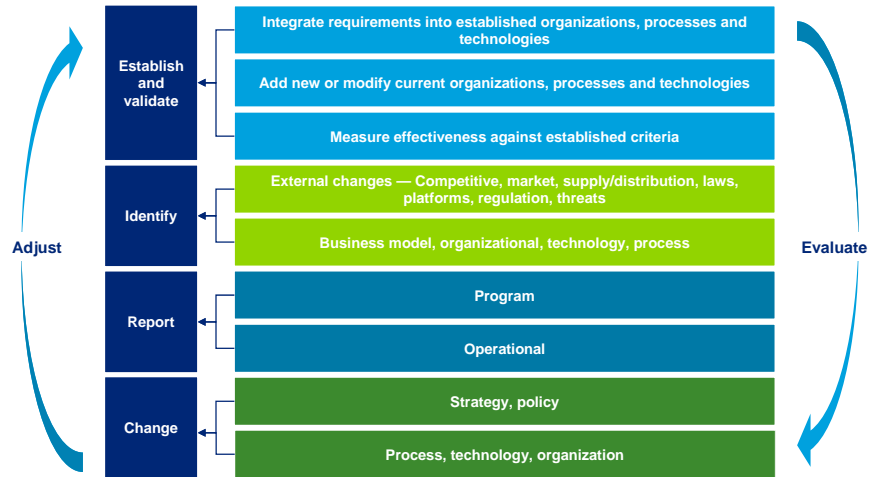 Integrate requirements into established organizations, processes and
technologies
Establish
and
validate
Add new or modify current organizations, processes and technologies
Measure effectiveness against established criteria
External changes — Competitive, market, supply/distribution, laws,
platforms, regulation, threats
Identify
Business model, organizational, technology, process
Adjust
Evaluate
Program
Report
Operational
Strategy, policy
Change
Process, technology, organization